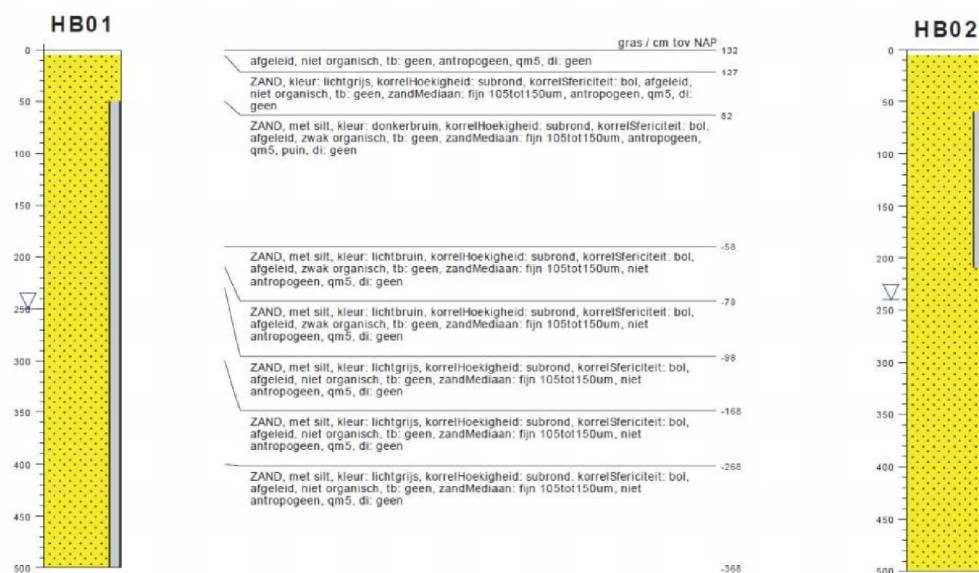 HB01
HB02
gras / cm tov NAP
0
132
afgeleid, niet organisch, tb: geen, antropogeen, qm5, di: geen
127
ZAND, kleur: lichtgrijs, korrelHoekigheid: subrond, korrelSfericiteit: bol, afgeleid,
niet organisch, tb: geen, zandMediaan: fijn 105tot150um, antropogeen, qm5, di:
geen
50
82
ZAND, met silt, kleur: donkerbruin, korrelHoekigheid: subrond, korrelSfericiteit: bol,
afgeleid, zwak organisch, tb: geen, zandMediaan: fijn 105tot150um, antropogeen,
qm5, puin, di: geen
100
150
-58
ZAND, met silt, kleur: lichtbruin, korrelHoekigheid: subrond, korrelSfericiteit: bol,
afgeleid, zwak organisch, tb: geen, zandMediaan: fijn 105tot150um, niet
antropogeen, qm5, di: geen
200
-78
ZAND, met silt, kleur: lichtbruin, korrelHoekigheid: subrond, korrelSfericiteit: bol,
afgeleid, zwak organisch, tb: geen, zandMediaan: fijn 105tot150um, niet
antropogeen, qm5, di: geen
250
-98
ZAND, met silt, kleur: lichtgrijs, korrelHoekigheid: subrond, korrelSfericiteit: bol,
afgeleid, niet organisch, tb: geen, zandMediaan: fijn 105tot150um, niet
antropogeen, qm5, di: geen
300
350
-168
ZAND, met silt, kleur: lichtgrijs, korrelHoekigheid: subrond, korrelSfericiteit: bol,
afgeleid, niet organisch, tb: geen, zandMediaan: fijn 105tot150um, niet
antropogeen, qm5, di: geen
400
-268
ZAND, met silt, kleur: lichtgrijs, korrelHoekigheid: subrond, korrelSfericiteit: bol,
afgeleid, niet organisch, tb: geen, zandMediaan: fijn 105tot150um, niet
antropogeen, qm5, di: geen
450
500
-368
0
50
100
150
200
250
300
350
400
450
500